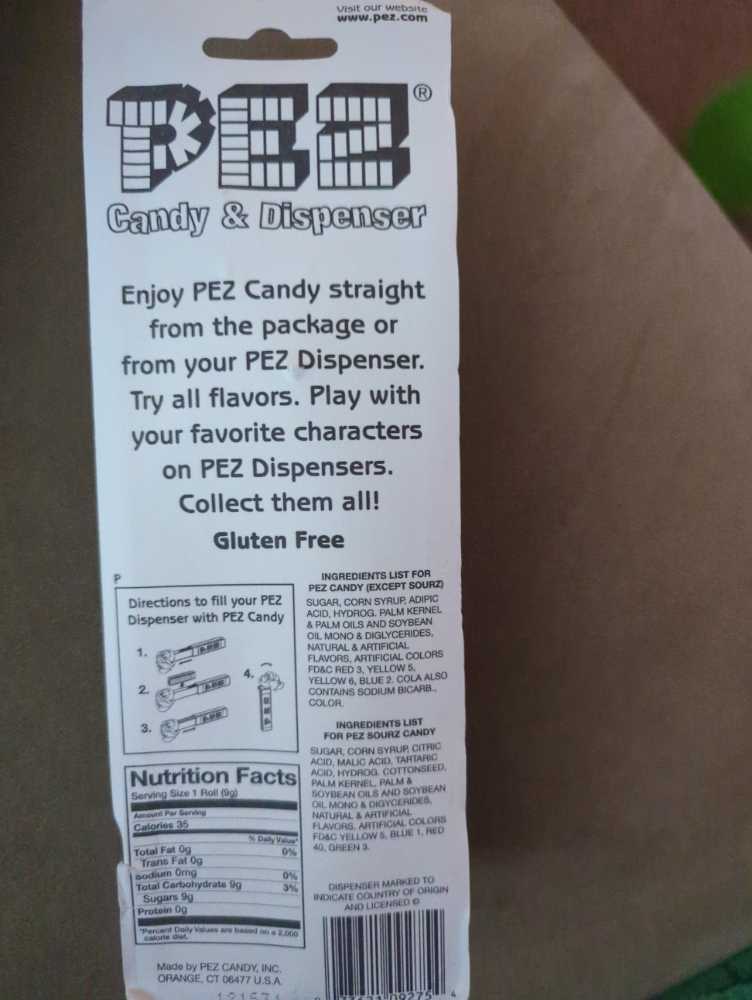 Visit our website
www.pez.com
PEZ®
Candy & Dispenser
Enjoy PEZ Candy straight
from the package or
from your PEZ Dispenser.
Try all flavors. Play with
your favorite characters
on PEZ Dispensers.
Collect them all!
Gluten Free
P
Directions to fill your PEZ
Dispenser with PEZ Candy
1.
2.
3.
4.
Nutrition Facts
Serving Size 1 Roll (9g)
Amount Per Serving
Calories 35
% Daily Value*
Total Fat 0g 0%
Trans Fat 0g
Sodium 0mg 0%
Total Carbohydrate 9g 3%
Sugars 9g
Protein 0g
*Percent Daily Values are based on a 2,000
calorie diet.
Made by PEZ CANDY, INC.
ORANGE, CT 06477 U.S.A.
INGREDIENTS LIST FOR
PEZ CANDY (EXCEPT SOURZ)
SUGAR, CORN SYRUP, ADIPIC
ACID, HYDROG. PALM KERNEL
& PALM OILS AND SOYBEAN
OIL MONO & DIGLYCERIDES,
NATURAL & ARTIFICIAL
FLAVORS, ARTIFICIAL COLORS
FD&C RED 3, YELLOW 5,
YELLOW 6, BLUE 2. COLA ALSO
CONTAINS SODIUM BICARB.,
COLOR.
INGREDIENTS LIST
FOR PEZ SOURZ CANDY
SUGAR, CORN SYRUP, CITRIC
ACID, MALIC ACID, TARTARIC
ACID, HYDROG. COTTONSEED,
PALM KERNEL, PALM &
SOYBEAN OILS AND SOYBEAN
OIL MONO & DIGYCERIDES,
NATURAL & ARTIFICIAL
FLAVORS, ARTIFICIAL COLORS
FD&C YELLOW 5, BLUE 1, RED
40, GREEN 3.
DISPENSER MARKED TO
INDICATE COUNTRY OF ORIGIN
AND LICENSED ©